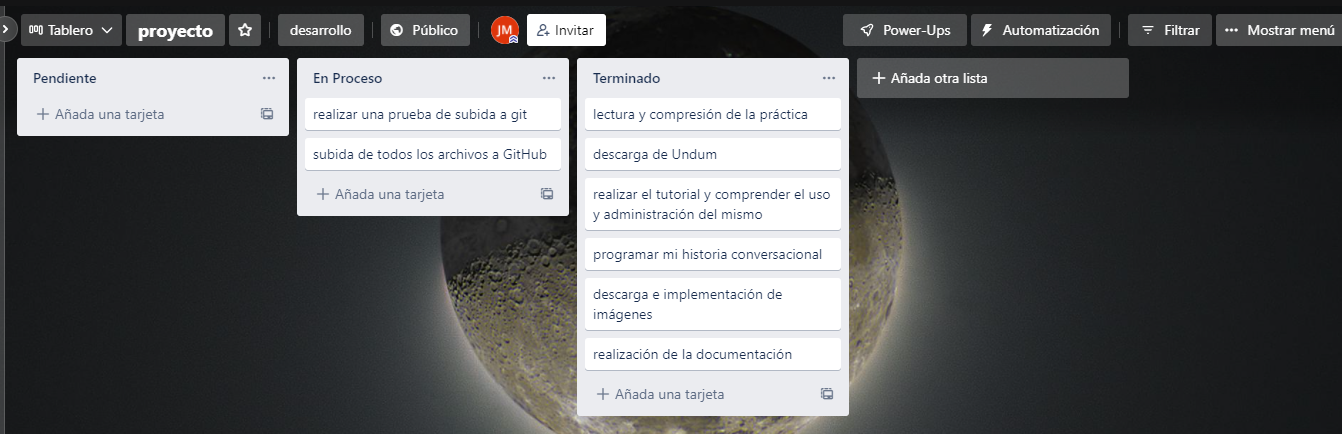 Tablero
proyecto
desarrollo
Público
JM
Invitar
Power-Ups
Automatización
Filtrar
Mostrar menú
Pendiente
Añada una tarjeta
En Proceso
realizar una prueba de subida a git
subida de todos los archivos a GitHub
Añada una tarjeta
Terminado
lectura y compresión de la práctica
descarga de Undum
realizar el tutorial y comprender el uso
y administración del mismo
programar mi historia conversacional
descarga e implementación de
imágenes
realización de la documentación
Añada una tarjeta
Añada otra lista